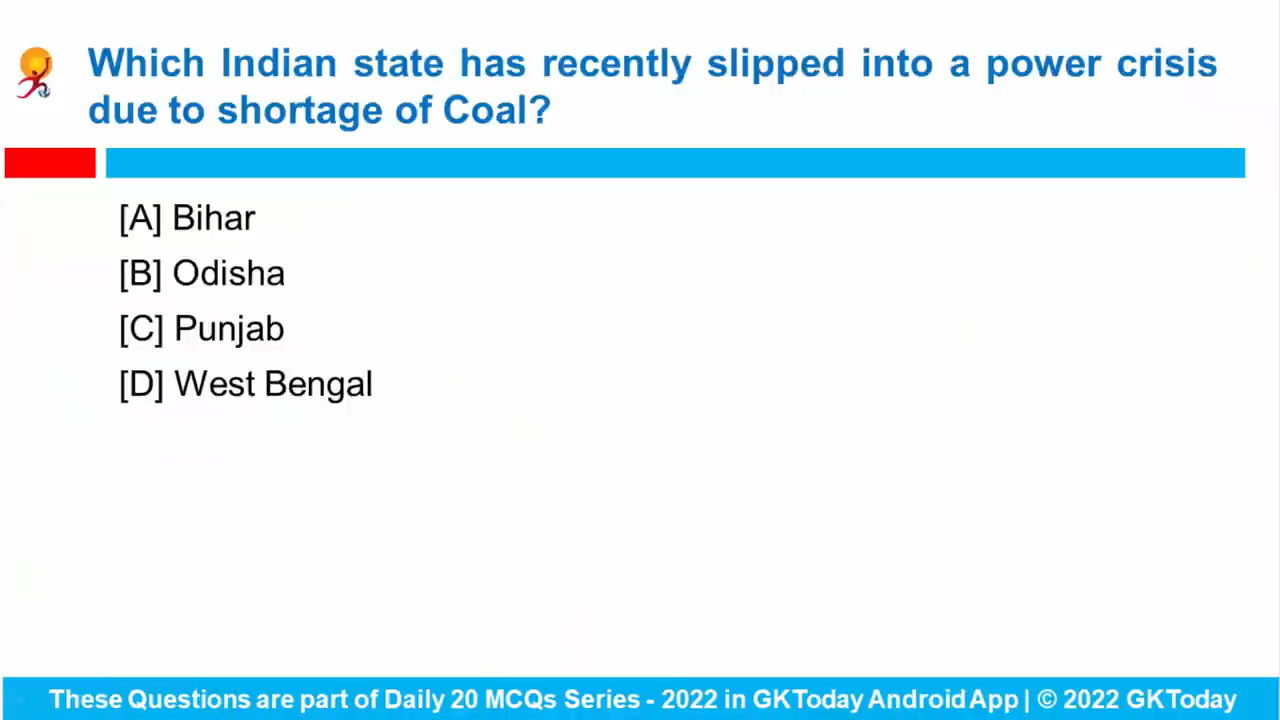 Which Indian state has recently slipped into a power crisis
due to shortage of Coal?
[A] Bihar
[B] Odisha
[C] Punjab
[D] West Bengal
These Questions are part of Daily 20 MCQs Series - 2022 in GKToday Android App | © 2022 GKToday